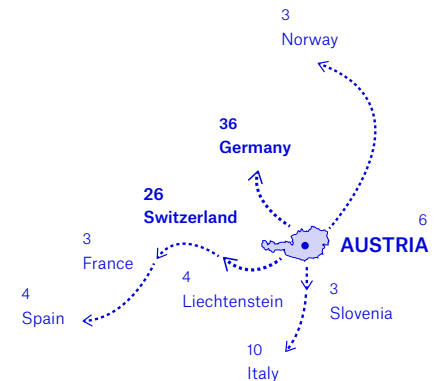 3
Norway
36
Germany
26
Switzerland
6
AUSTRIA
3
France
4
Liechtenstein
4
Spain
3
Slovenia
10
Italy